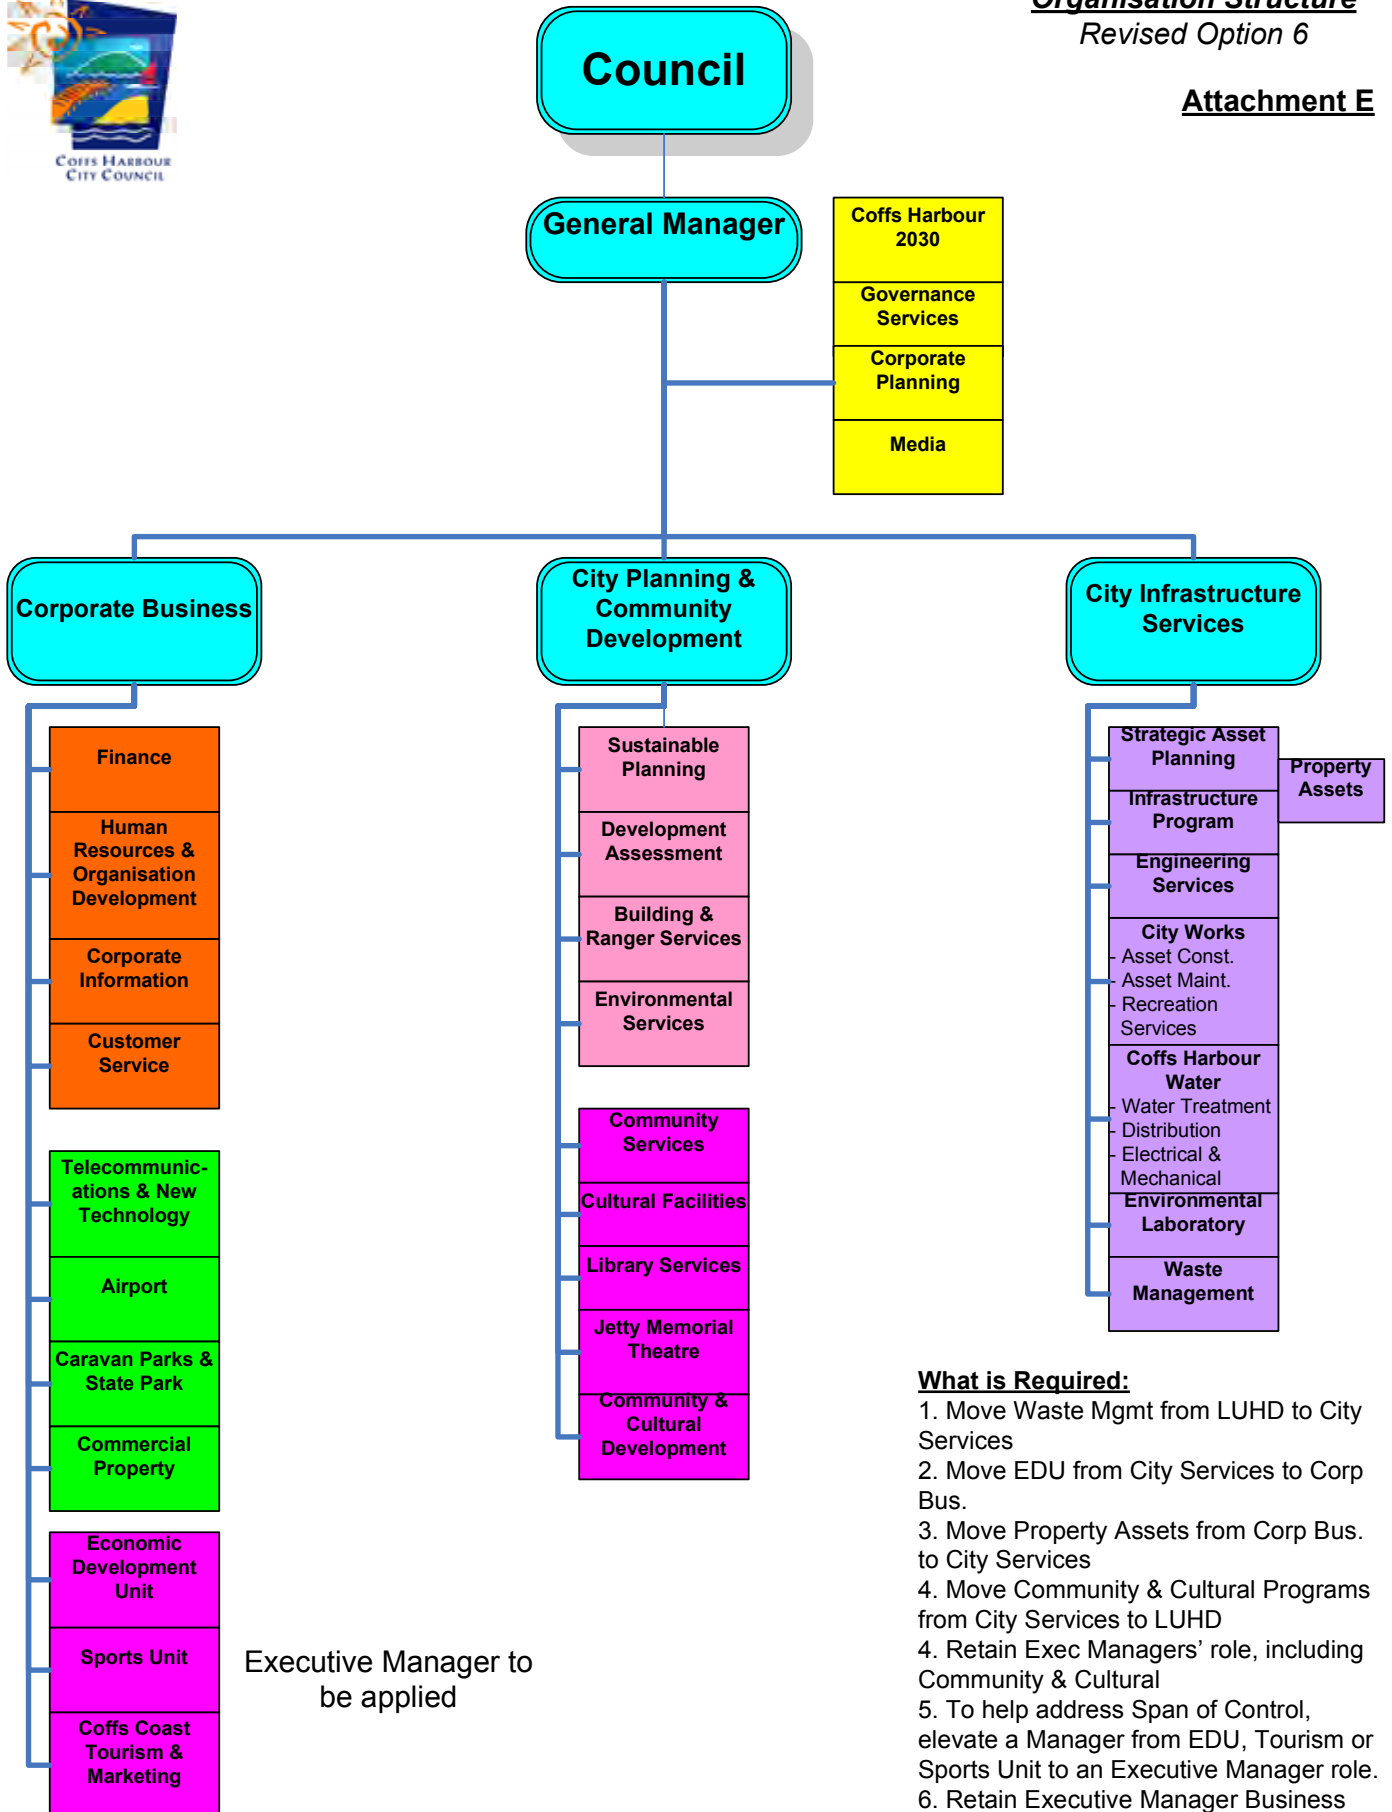 Organisation Structure
Revised Option 6
Attachment E
COFFS HARBOUR
CITY COUNCIL
Council
General Manager
Coffs Harbour
2030
Governance
Services
Corporate
Planning
Media
Corporate Business
City Planning &
Community
Development
City Infrastructure
Services
Finance
Human
Resources &
Organisation
Development
Corporate
Information
Customer
Service
Telecommunic-
ations & New
Technology
Airport
Caravan Parks &
State Park
Commercial
Property
Economic
Development
Unit
Sports Unit
Coffs Coast
Tourism &
Marketing
Executive Manager to
be applied
Sustainable
Planning
Development
Assessment
Building &
Ranger Services
Environmental
Services
Community
Services
Cultural Facilities
Library Services
Jetty Memorial
Theatre
Community &
Cultural
Development
Strategic Asset
Planning
Property
Assets
Infrastructure
Program
Engineering
Services
City Works
- Asset Const.
- Asset Maint.
- Recreation
Services
Coffs Harbour
Water
- Water Treatment
- Distribution
- Electrical &
Mechanical
Environmental
Laboratory
Waste
Management
What is Required:
1. Move Waste Mgmt from LUHD to City
Services
2. Move EDU from City Services to Corp
Bus.
3. Move Property Assets from Corp Bus.
to City Services
4. Move Community & Cultural Programs
from City Services to LUHD
4. Retain Exec Managers' role, including
Community & Cultural
5. To help address Span of Control,
elevate a Manager from EDU, Tourism or
Sports Unit to an Executive Manager role.
6. Retain Executive Manager Business